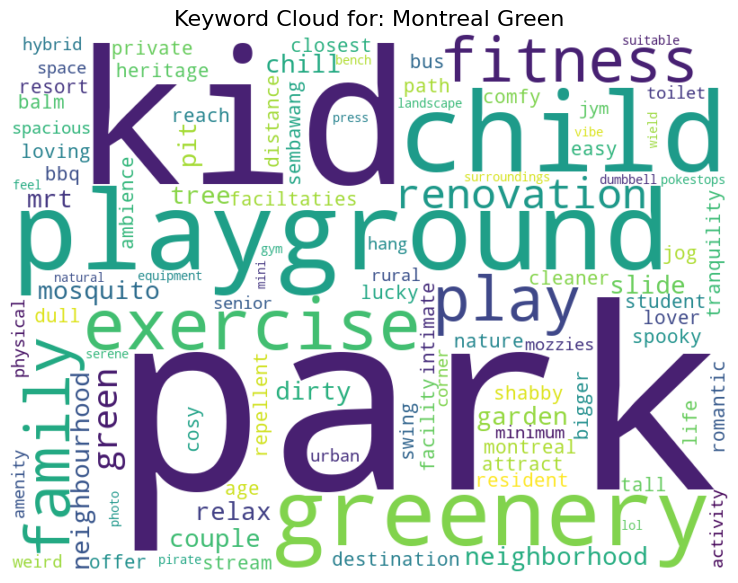 Keyword Cloud for: Montreal Green
hybrid
private
closest
suitable
space
heritage
chill
bench
bus
fitness
resort
kid
path
comfy
toilet
balm
reach
press
landscape
jym
spacious
pit
distance
sembawang
child
vibe
wield
loving
easy
bbq
surroundings
dumbbell
pokestops
feel
mrt
ambience
tree
faciltaties
renovation
playground
hang
jog
tranquility
gym
natural
equipment
mini
rural
cleaner
slide
mosquito
senior
lucky
intimate
play
student
dull
exercise
lover
physical
nature
mozzies
spooky
serene
family
green
park
repellent
dirty
corner
shabby
bigger
romantic
neighbourhood
cosy
swing
facility
garden
minimum
life
urban
montreal
attract
amenity
age
resident
tall
photo
relax
greenery
lol
activity
couple
weird
offer
pirate
stream
destination
neighborhood